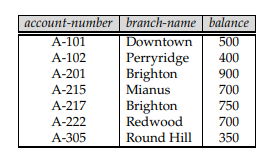 account-number branch-name balance
A-101 Downtown 500
A-102 Perryridge 400
A-201 Brighton 900
A-215 Mianus 700
A-217 Brighton 750
A-222 Redwood 700
A-305 Round Hill 350